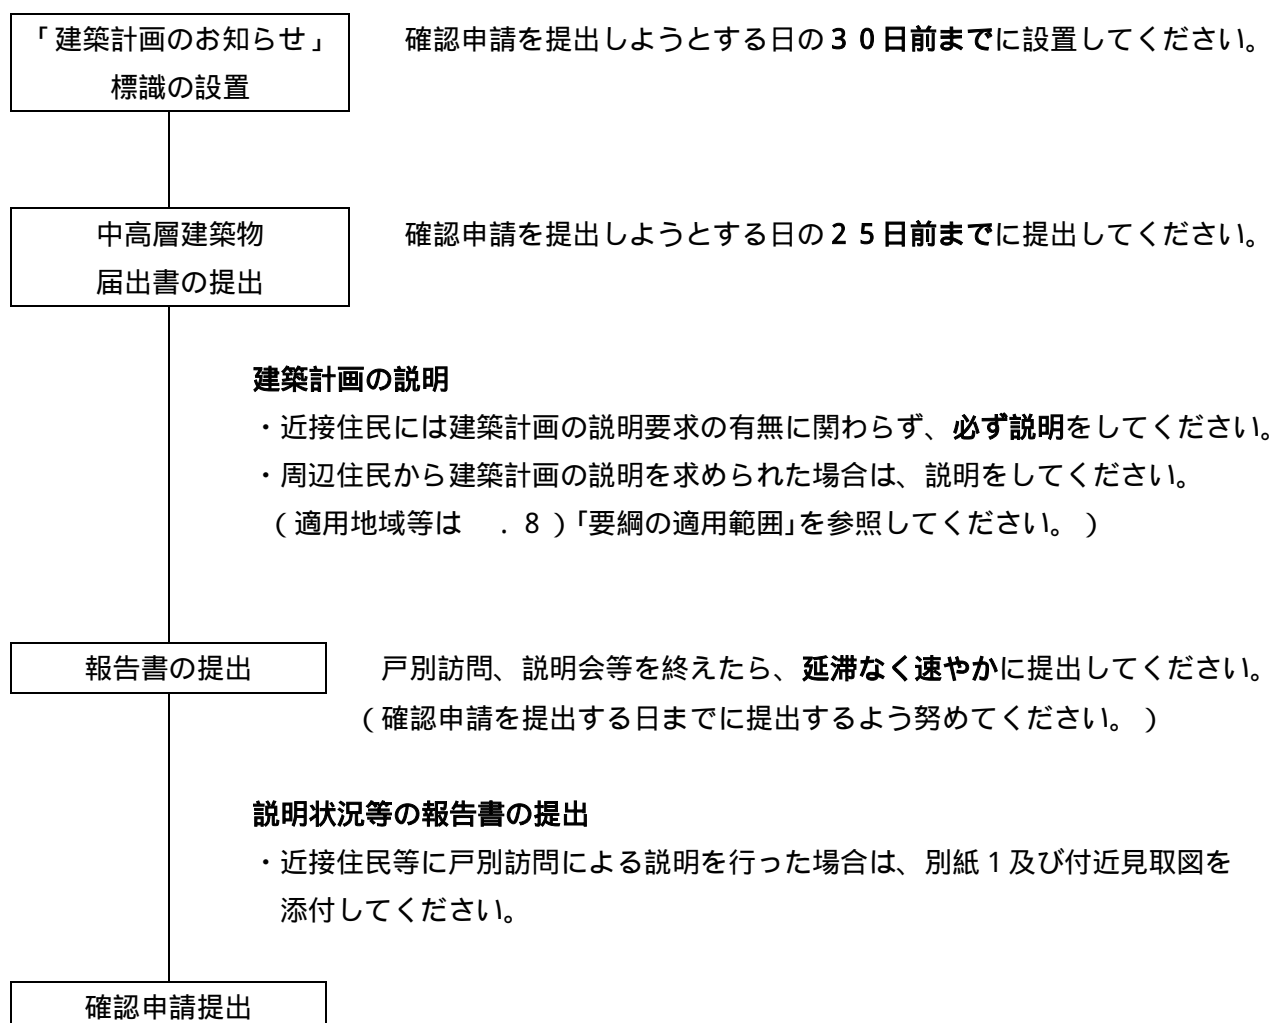 「建築計画のお知らせ」 確認申請を提出しようとする日の３０日前までに設置してください。
標識の設置
中高層建築物 確認申請を提出しようとする日の２５日前までに提出してください。
届出書の提出
建築計画の説明
・近接住民には建築計画の説明要求の有無に関わらず、必ず説明をしてください。
・周辺住民から建築計画の説明を求められた場合は、説明をしてください。
（適用地域等は　．８）「要綱の適用範囲」を参照してください。）
報告書の提出 戸別訪問、説明会等を終えたら、延滞なく速やかに提出してください。
（確認申請を提出する日までに提出するよう努めてください。）
説明状況等の報告書の提出
・近接住民等に戸別訪問による説明を行った場合は、別紙１及び付近見取図を
添付してください。
確認申請提出